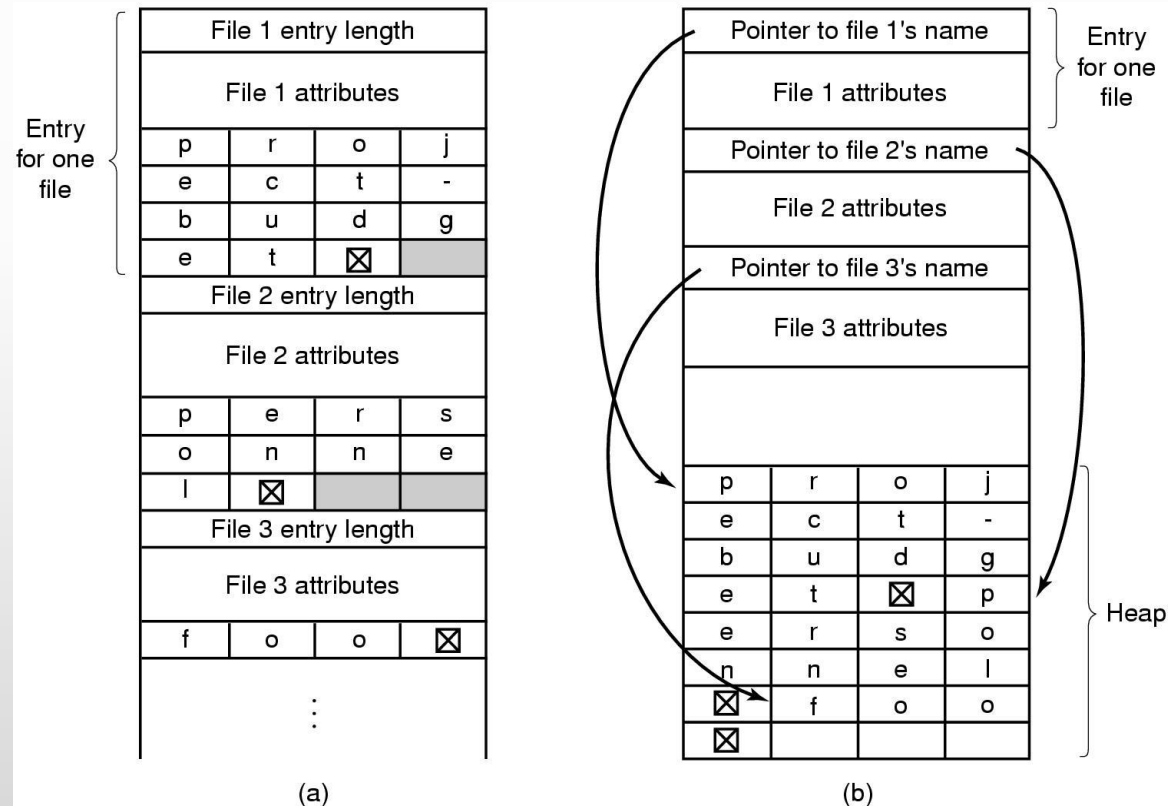 File 1 entry length
File 1 attributes
Entry
for one
file
p r o j
e c t -
b u d g
e t ☒
File 2 entry length
File 2 attributes
p e r s
o n n e
l ☒
File 3 entry length
File 3 attributes
f o o ☒
⋮
(a)
Pointer to file 1's name
File 1 attributes
Entry
for one
file
Pointer to file 2's name
File 2 attributes
Pointer to file 3's name
File 3 attributes
p r o j
e c t -
b u d g
e t ☒ p
e r s o
n n e l
☒ f o o
☒
Heap
(b)